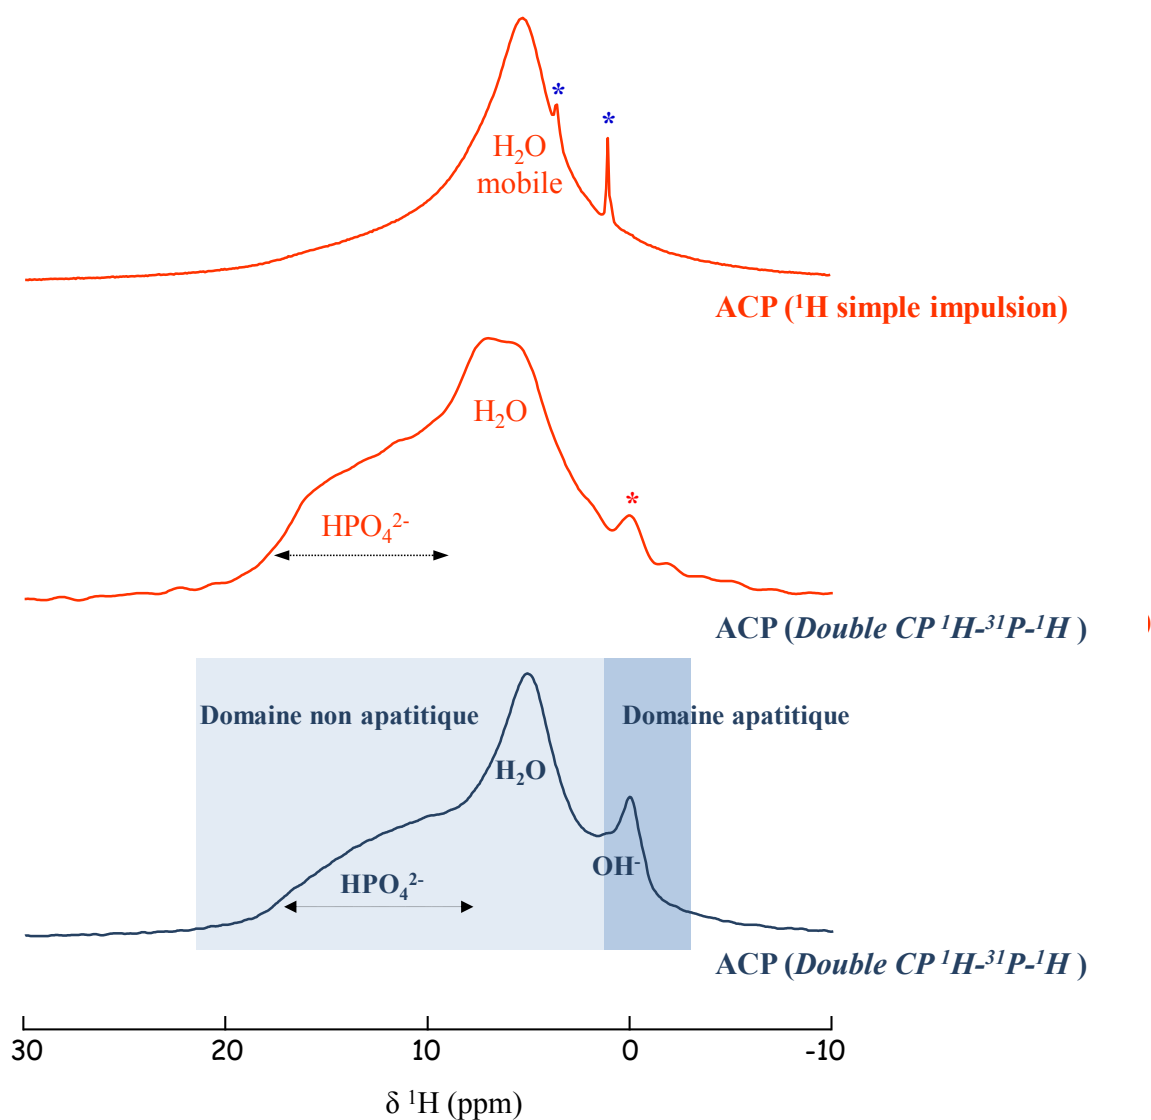 *
*
H₂O
mobile
ACP (¹H simple impulsion)
H₂O
*
HPO₄²⁻
ACP (Double CP ¹H-³¹P-¹H )
)
Domaine non apatitique
Domaine apatitique
H₂O
OH⁻
HPO₄²⁻
ACP (Double CP ¹H-³¹P-¹H )
30 20 10 0 -10
δ ¹H (ppm)